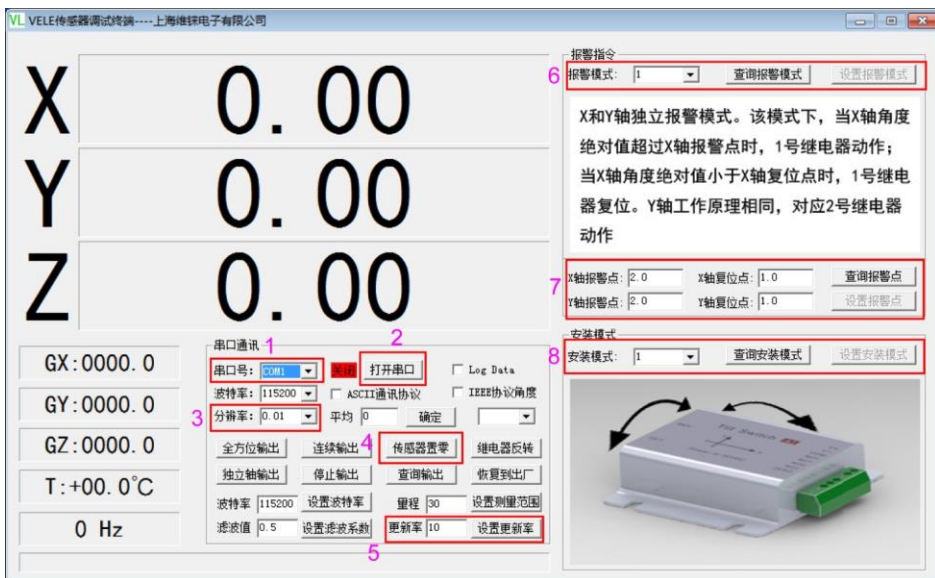 VL VELE传感器调试终端----上海维铼电子有限公司
X 0.00
Y 0.00
Z 0.00
GX:0000.0
GY:0000.0
GZ:0000.0
T:+00.0℃
0 Hz
串口通讯 1 2
串口号: COM1 关闭 打开串口 Log Data
波特率: 115200 ASCII通讯协议 IEEE协议角度
3 分辨率: 0.01 平均 0 确定
4
全方位输出 连续输出 传感器置零 继电器反转
独立轴输出 停止输出 查询输出 恢复到出厂
波特率 115200 设置波特率 量程 30 设置测量范围
滤波值 0.5 设置滤波系数 更新率 10 设置更新率
5
报警指令
6 报警模式: 1 查询报警模式 设置报警模式
X和Y轴独立报警模式。该模式下，当X轴角度
绝对值超过X轴报警点时，1号继电器动作；
当X轴角度绝对值小于X轴复位点时，1号继电
器复位。Y轴工作原理相同，对应2号继电器
动作
7
X轴报警点: 2.0 X轴复位点: 1.0 查询报警点
Y轴报警点: 2.0 Y轴复位点: 1.0 设置报警点
安装模式
8 安装模式: 1 查询安装模式 设置安装模式
Tilt Switch